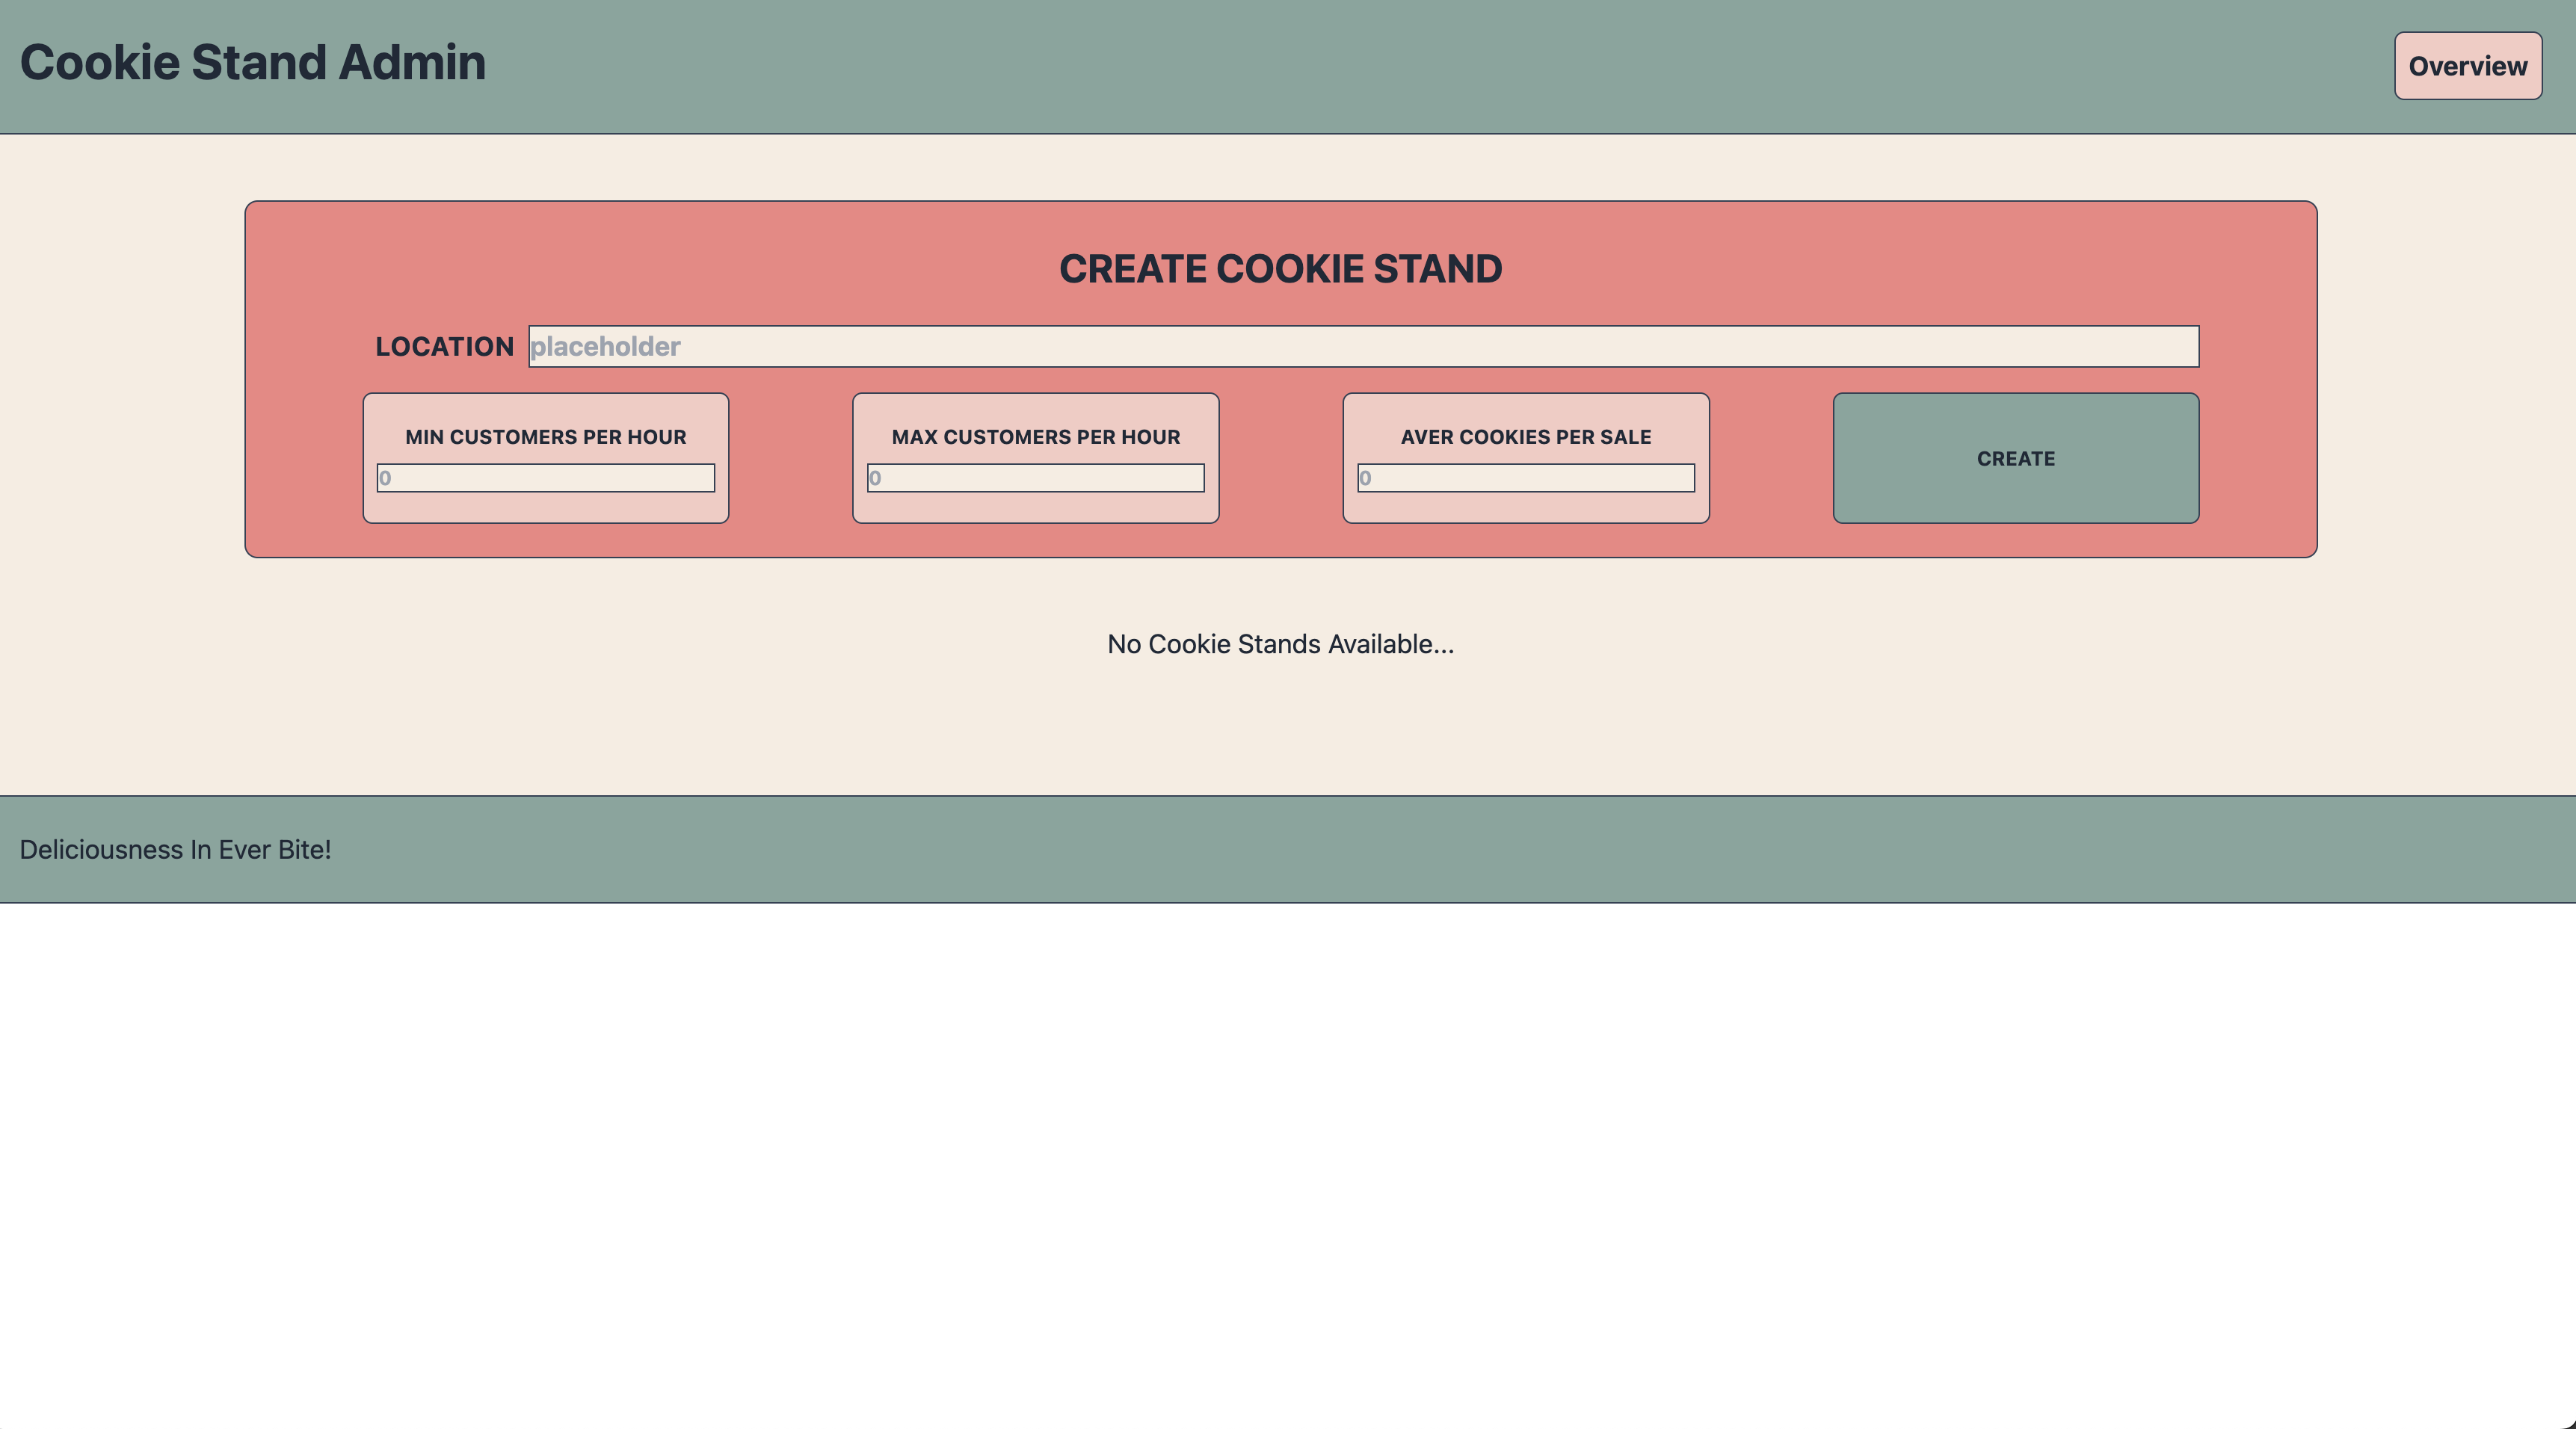 Cookie Stand Admin
Overview
CREATE COOKIE STAND
LOCATION placeholder
MIN CUSTOMERS PER HOUR
0
MAX CUSTOMERS PER HOUR
0
AVER COOKIES PER SALE
0
CREATE
No Cookie Stands Available...
Deliciousness In Ever Bite!